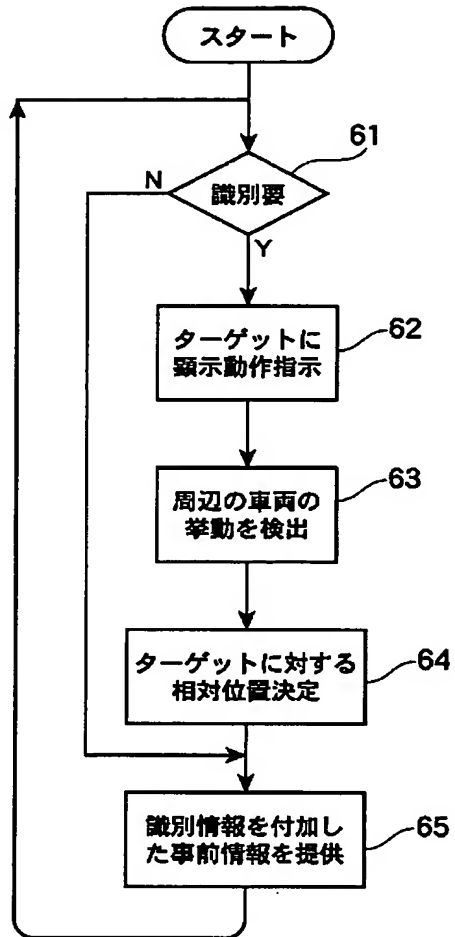 スタート
61
N
識別要
Y
ターゲットに
顕示動作指示
62
周辺の車両の
挙動を検出
63
ターゲットに対する
相対位置決定
64
識別情報を付加し
た事前情報を提供
65